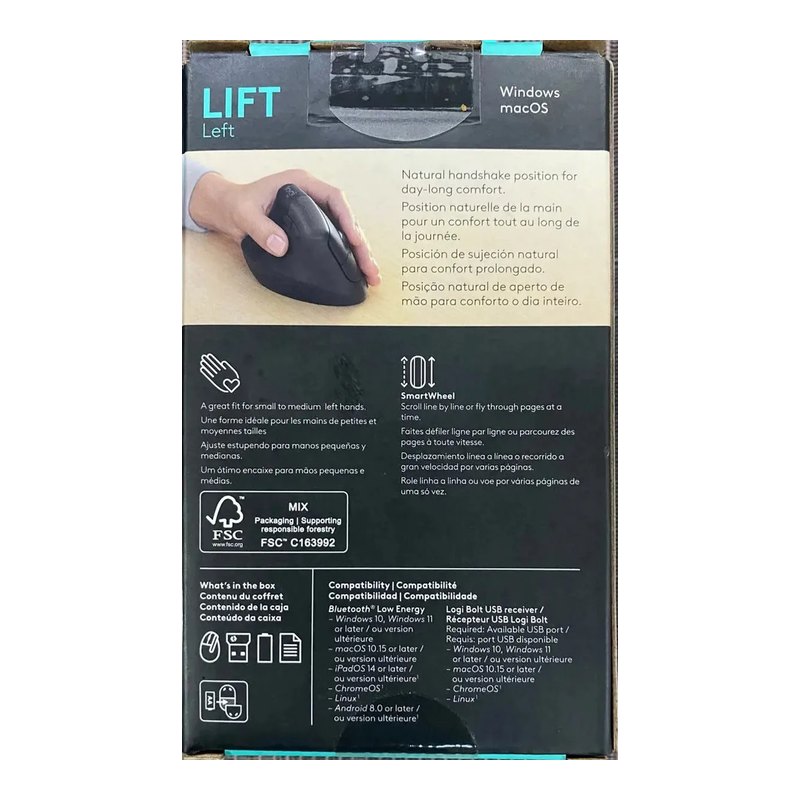 LIFT
Left
Windows
macOS
Natural handshake position for
day-long comfort.
Position naturelle de la main
pour un confort tout au long de
la journée.
Posición de sujeción natural
para confort prolongado.
Posição natural de aperto de
mão para conforto o dia inteiro.
A great fit for small to medium left hands.
Une forme idéale pour les mains de petites et
moyennes tailles
Ajuste estupendo para manos pequeñas y
medianas.
Um ótimo encaixe para mãos pequenas e
médias.
SmartWheel
Scroll line by line or fly through pages at a
time.
Faites défiler ligne par ligne ou parcourez des
pages à toute vitesse.
Desplazamiento línea a línea o recorrido a
gran velocidad por varias páginas.
Role linha a linha ou voe por várias páginas de
uma só vez.
FSC
www.fsc.org
MIX
Packaging | Supporting
responsible forestry
FSC™ C163992
What's in the box
Contenu du coffret
Contenido de la caja
Conteúdo da caixa
Compatibility | Compatibilité
Compatibilidad | Compatibilidade
Bluetooth® Low Energy
– Windows 10, Windows 11
or later / ou version
ultérieure
– macOS 10.15 or later /
ou version ultérieure
– iPadOS 14 or later /
ou version ultérieure¹
– ChromeOS¹
– Linux¹
– Android 8.0 or later /
ou version ultérieure¹
Logi Bolt USB receiver /
Récepteur USB Logi Bolt
Required: Available USB port /
Requis: port USB disponible
– Windows 10, Windows 11
or later / ou version ultérieure
– macOS 10.15 or later /
ou version ultérieure
– ChromeOS¹
– Linux¹